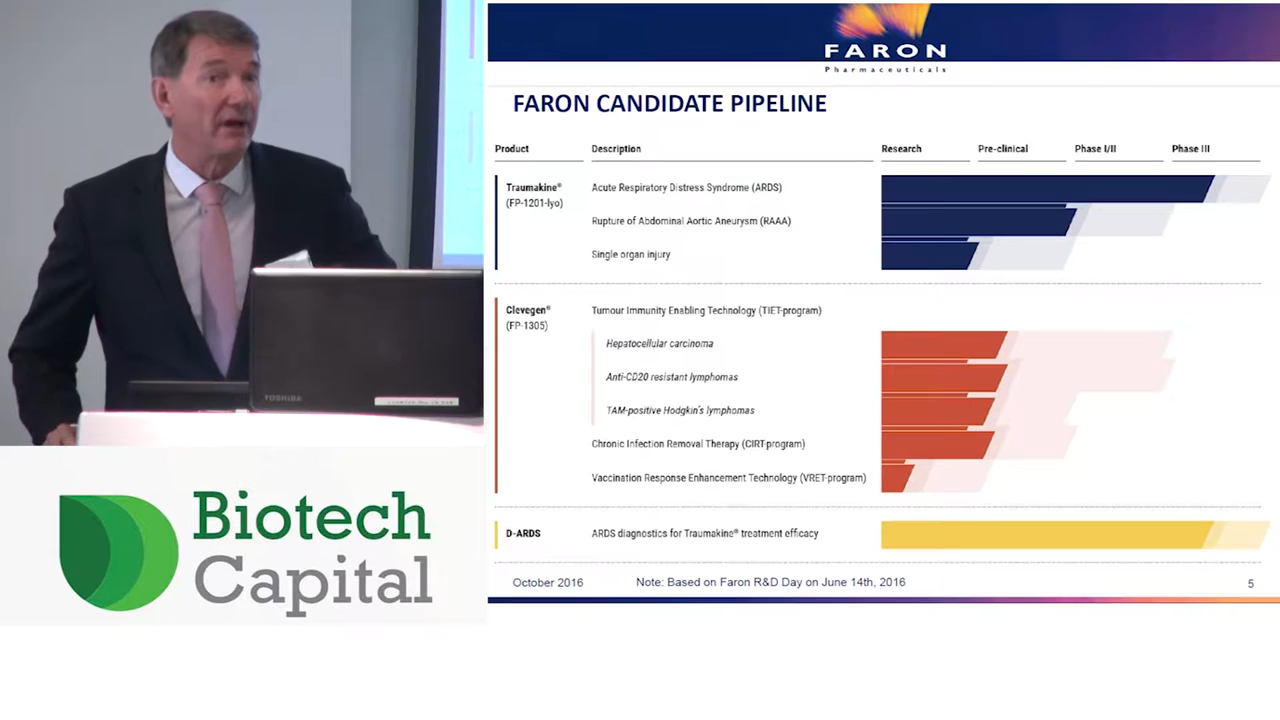 FARON
Pharmaceuticals
FARON CANDIDATE PIPELINE
Product Description Research Pre-clinical Phase I/II Phase III
Traumakine® Acute Respiratory Distress Syndrome (ARDS)
(FP-1201-lyo)
Rupture of Abdominal Aortic Aneurysm (RAAA)
Single organ injury
Clevegen® Tumour Immunity Enabling Technology (TIET-program)
(FP-1305)
Hepatocellular carcinoma
Anti-CD20 resistant lymphomas
TAM-positive Hodgkin's lymphomas
Chronic Infection Removal Therapy (CIRT-program)
Vaccination Response Enhancement Technology (VRET-program)
D-ARDS ARDS diagnostics for Traumakine® treatment efficacy
October 2016 Note: Based on Faron R&D Day on June 14th, 2016 5
TOSHIBA
Biotech
Capital